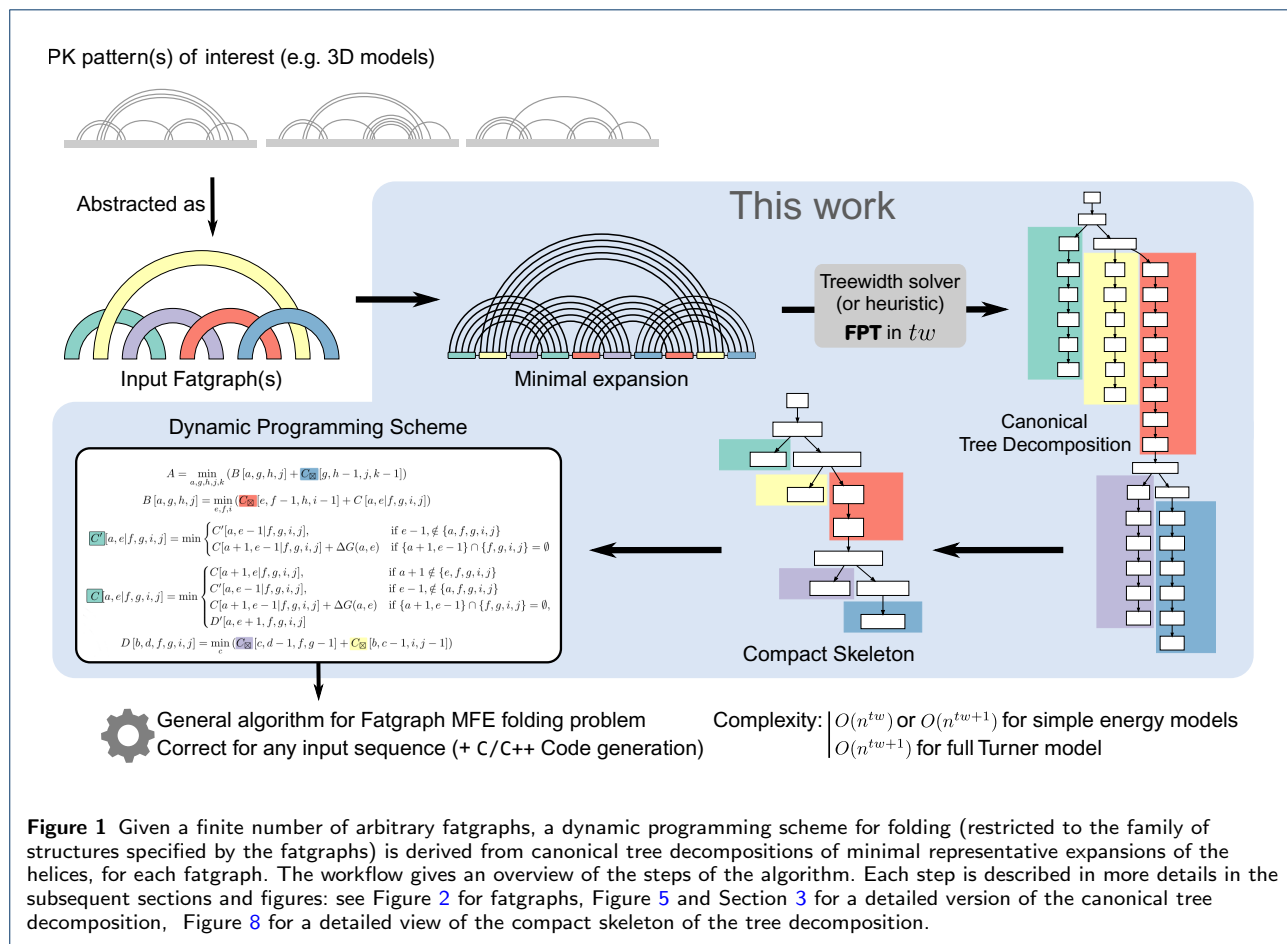 PK pattern(s) of interest (e.g. 3D models)
Abstracted as
This work
Input Fatgraph(s)
Minimal expansion
Treewidth solver
(or heuristic)
FPT in tw
Canonical
Tree Decomposition
Dynamic Programming Scheme
A = min_{a,g,h,j,k} (B[a,g,h,j] + C_⊠[g,h−1,j,k−1])
B[a,g,h,j] = min_{e,f,i} (C_⊠[e,f−1,h,i−1] + C[a,e|f,g,i,j])
C'[a,e|f,g,i,j] = min { C'[a,e−1|f,g,i,j], if e−1,∉{a,f,g,i,j}
C[a+1,e−1|f,g,i,j] + ΔG(a,e) if {a+1,e−1}∩{f,g,i,j} = ∅
C[a,e|f,g,i,j] = min { C[a+1,e|f,g,i,j], if a+1∉{e,f,g,i,j}
C'[a,e−1|f,g,i,j], if e−1,∉{a,f,g,i,j}
C[a+1,e−1|f,g,i,j] + ΔG(a,e) if {a+1,e−1}∩{f,g,i,j} = ∅,
D'[a,e+1,f,g,i,j]
D[b,d,f,g,i,j] = min_c (C_⊠[c,d−1,f,g−1] + C_⊠[b,c−1,i,j−1])
Compact Skeleton
General algorithm for Fatgraph MFE folding problem
Correct for any input sequence (+ C/C++ Code generation)
Complexity: O(n^{tw}) or O(n^{tw+1}) for simple energy models
O(n^{tw+1}) for full Turner model
Figure 1 Given a finite number of arbitrary fatgraphs, a dynamic programming scheme for folding (restricted to the family of
structures specified by the fatgraphs) is derived from canonical tree decompositions of minimal representative expansions of the
helices, for each fatgraph. The workflow gives an overview of the steps of the algorithm. Each step is described in more details in the
subsequent sections and figures: see Figure 2 for fatgraphs, Figure 5 and Section 3 for a detailed version of the canonical tree
decomposition, Figure 8 for a detailed view of the compact skeleton of the tree decomposition.